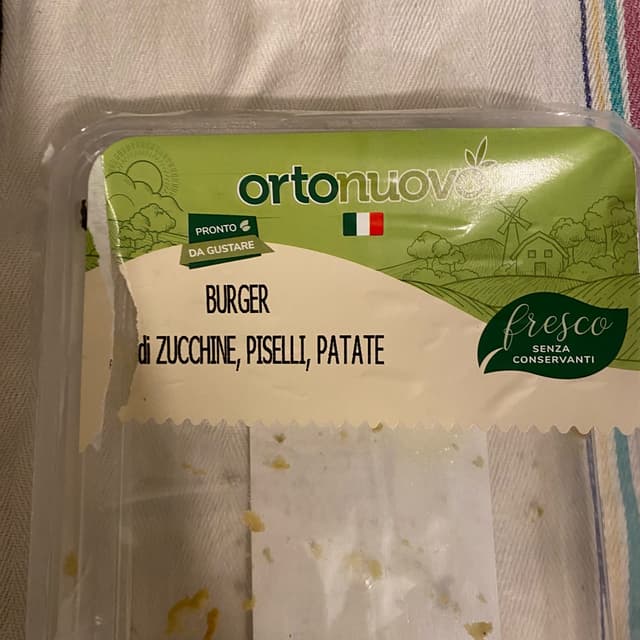 ortonuovo
PRONTO
DA GUSTARE
BURGER
di ZUCCHINE, PISELLI, PATATE
fresco
SENZA
CONSERVANTI